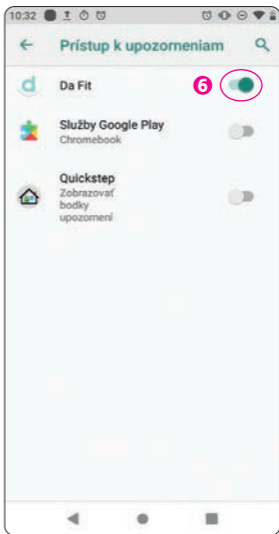 10:32
Prístup k upozorneniam
Da Fit
6
Služby Google Play
Chromebook
Quickstep
Zobrazovať
bodky
upozornení